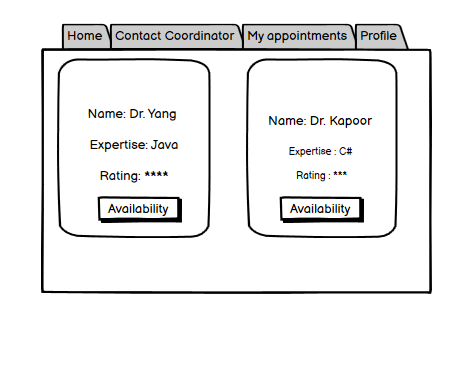 Home Contact Coordinator My appointments Profile
Name: Dr. Yang
Expertise: Java
Rating: ****
Availability
Name: Dr. Kapoor
Expertise : C#
Rating : ***
Availability